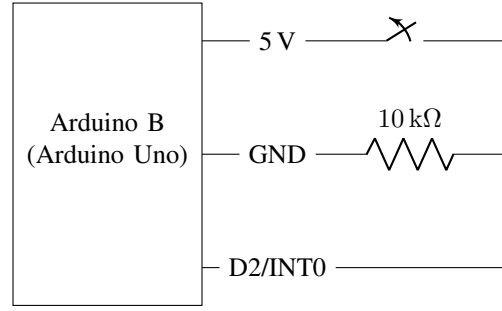 5 V
10 kΩ
Arduino B
(Arduino Uno)
GND
D2/INT0